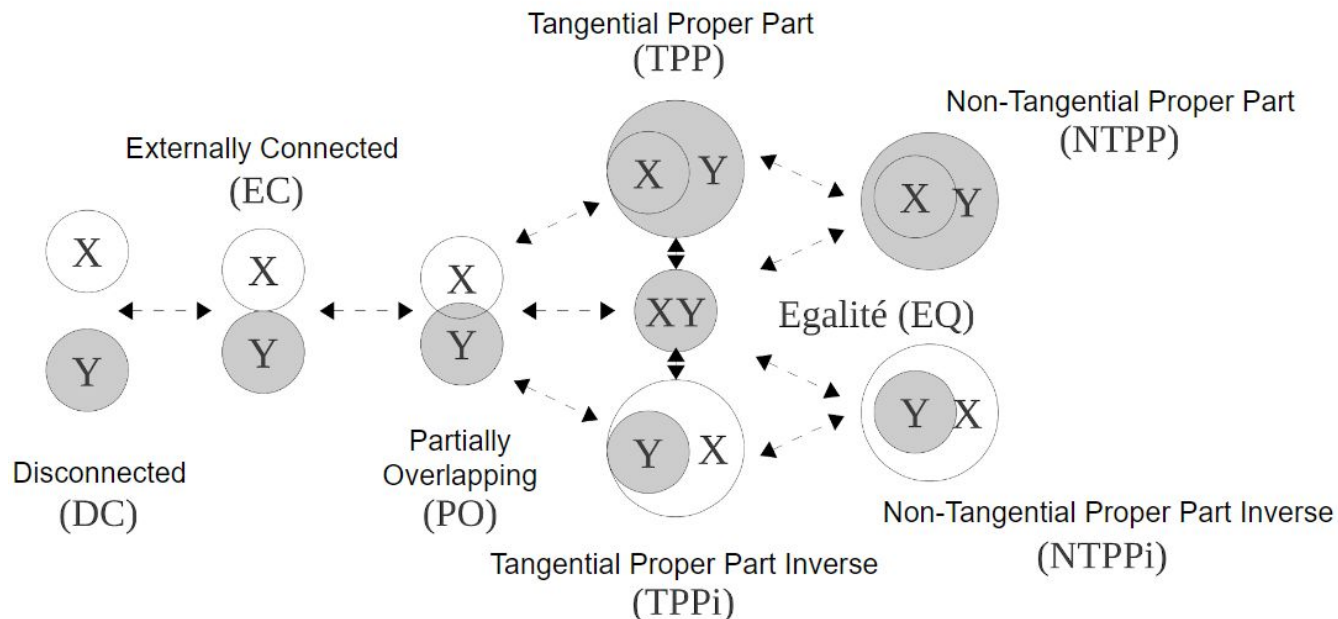 Tangential Proper Part
(TPP)
Non-Tangential Proper Part
(NTPP)
Externally Connected
(EC)
X
Y
X
Y
X
Y
X
Y
X
Y
XY
Egalité (EQ)
Y
X
Y
X
Disconnected
(DC)
Partially
Overlapping
(PO)
Tangential Proper Part Inverse
(TPPi)
Non-Tangential Proper Part Inverse
(NTPPi)